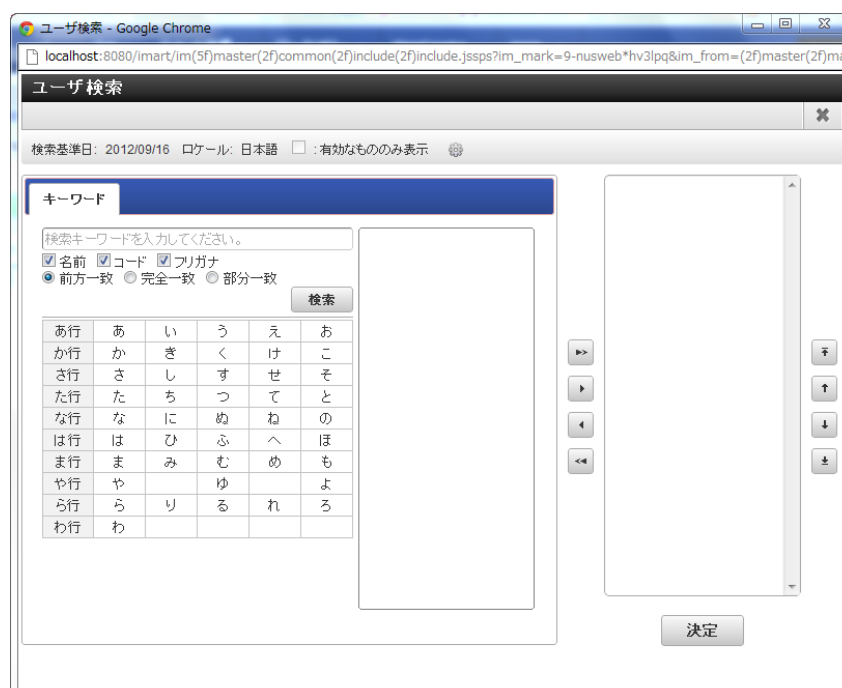 ユーザ検索 - Google Chrome
localhost:8080/imart/im(5f)master(2f)common(2f)include(2f)include.jssps?im_mark=9-nusweb*hv3lpq&im_from=(2f)master(2f)ma
ユーザ検索
検索基準日: 2012/09/16 ロケール: 日本語 :有効なもののみ表示
キーワード
検索キーワードを入力してください。
名前 コード フリガナ
前方一致 完全一致 部分一致
検索
あ行 あ い う え お
か行 か き く け こ
さ行 さ し す せ そ
た行 た ち つ て と
な行 な に ぬ ね の
は行 は ひ ふ へ ほ
ま行 ま み む め も
や行 や ゆ よ
ら行 ら り る れ ろ
わ行 わ
決定